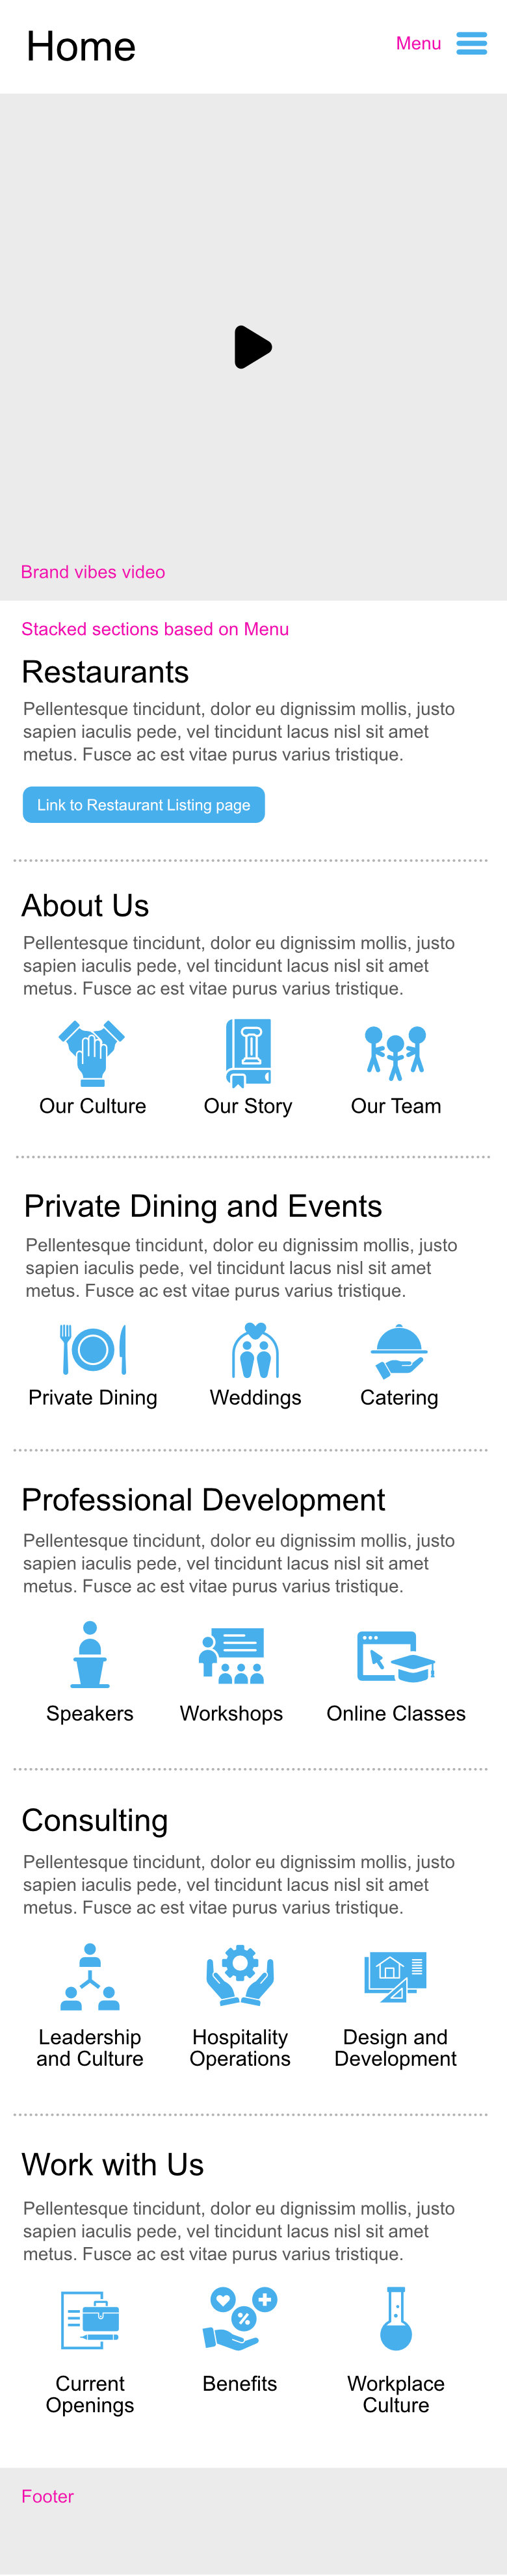 Home
Menu
Brand vibes video
Stacked sections based on Menu
Restaurants
Pellentesque tincidunt, dolor eu dignissim mollis, justo
sapien iaculis pede, vel tincidunt lacus nisl sit amet
metus. Fusce ac est vitae purus varius tristique.
Link to Restaurant Listing page
About Us
Pellentesque tincidunt, dolor eu dignissim mollis, justo
sapien iaculis pede, vel tincidunt lacus nisl sit amet
metus. Fusce ac est vitae purus varius tristique.
Our Culture
Our Story
Our Team
Private Dining and Events
Pellentesque tincidunt, dolor eu dignissim mollis, justo
sapien iaculis pede, vel tincidunt lacus nisl sit amet
metus. Fusce ac est vitae purus varius tristique.
Private Dining
Weddings
Catering
Professional Development
Pellentesque tincidunt, dolor eu dignissim mollis, justo
sapien iaculis pede, vel tincidunt lacus nisl sit amet
metus. Fusce ac est vitae purus varius tristique.
Speakers
Workshops
Online Classes
Consulting
Pellentesque tincidunt, dolor eu dignissim mollis, justo
sapien iaculis pede, vel tincidunt lacus nisl sit amet
metus. Fusce ac est vitae purus varius tristique.
Leadership
and Culture
Hospitality
Operations
Design and
Development
Work with Us
Pellentesque tincidunt, dolor eu dignissim mollis, justo
sapien iaculis pede, vel tincidunt lacus nisl sit amet
metus. Fusce ac est vitae purus varius tristique.
%
Current
Openings
Benefits
Workplace
Culture
Footer